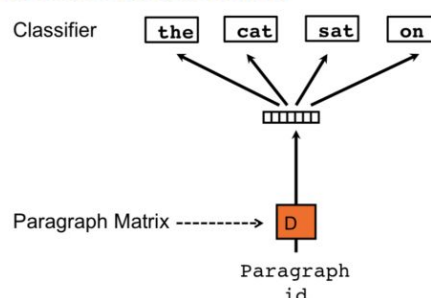 Classifier the cat sat on
Paragraph Matrix D
Paragraph
id